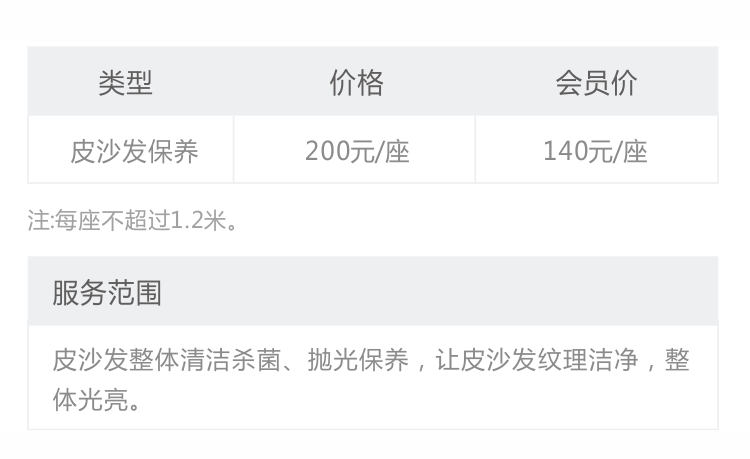 类型 价格 会员价
皮沙发保养 200元/座 140元/座
注:每座不超过1.2米。
服务范围
皮沙发整体清洁杀菌、抛光保养，让皮沙发纹理洁净，整
体光亮。